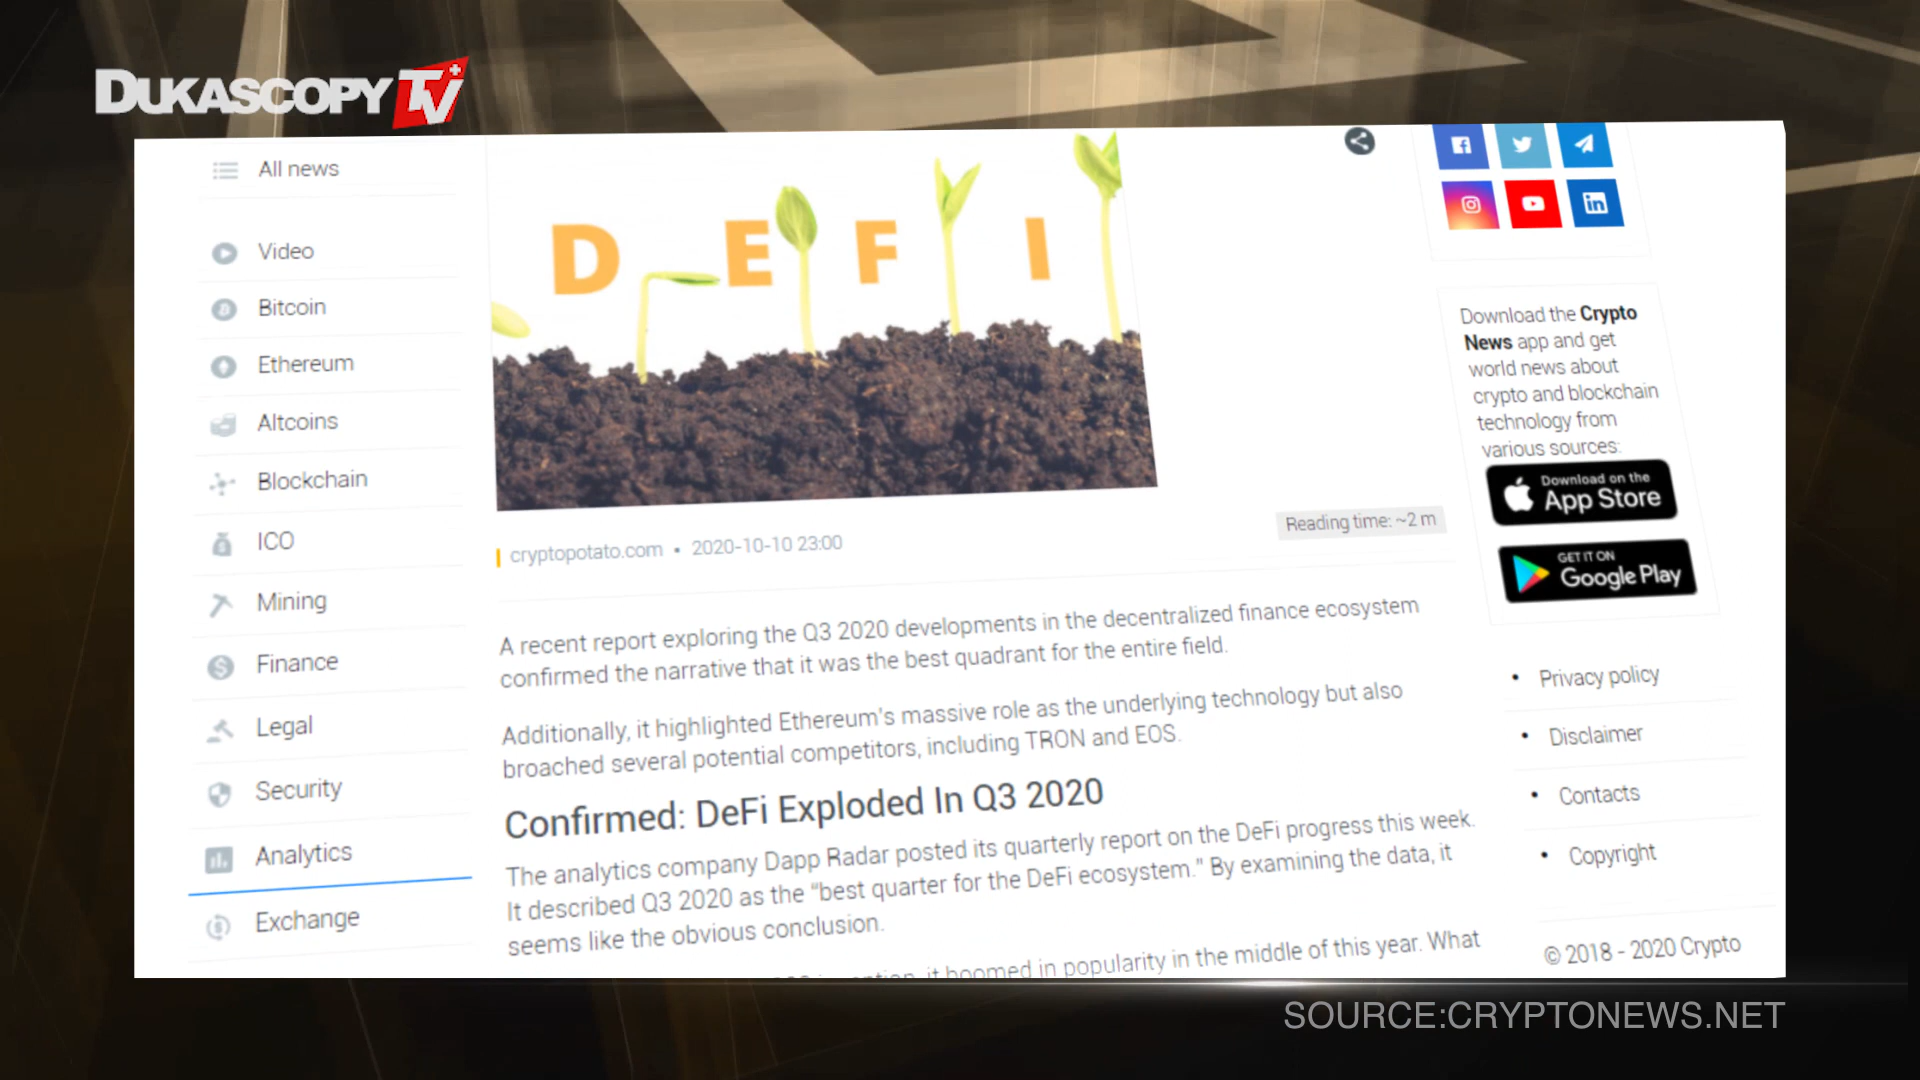 DUKASCOPY TV
All news
Video
Bitcoin
Ethereum
Altcoins
Blockchain
ICO
Mining
Finance
Legal
Security
Analytics
Exchange
D E F I
cryptopotato.com • 2020-10-10 23:00
Reading time: ~2 m
A recent report exploring the Q3 2020 developments in the decentralized finance ecosystem
confirmed the narrative that it was the best quadrant for the entire field.
Additionally, it highlighted Ethereum's massive role as the underlying technology but also
broached several potential competitors, including TRON and EOS.
Confirmed: DeFi Exploded In Q3 2020
The analytics company Dapp Radar posted its quarterly report on the DeFi progress this week.
It described Q3 2020 as the “best quarter for the DeFi ecosystem.” By examining the data, it
seems like the obvious conclusion.
it boomed in popularity in the middle of this year. What
Download the Crypto
News app and get
world news about
crypto and blockchain
technology from
various sources:
Download on the
App Store
GET IT ON
Google Play
• Privacy policy
• Disclaimer
• Contacts
• Copyright
© 2018 - 2020 Crypto
SOURCE:CRYPTONEWS.NET